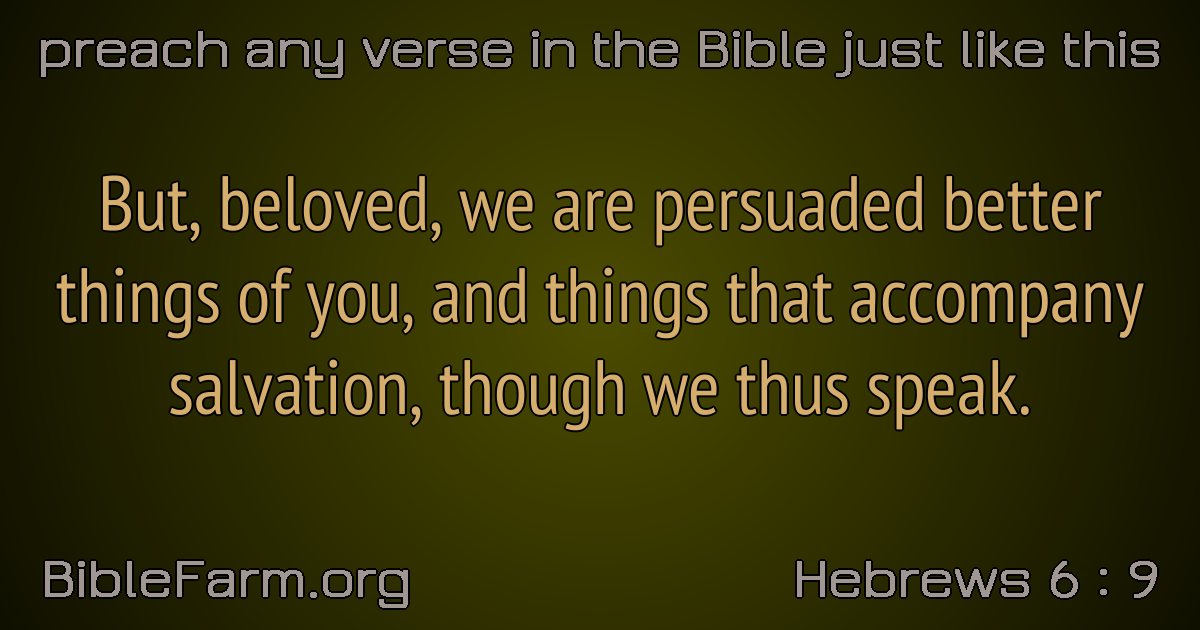 preach any verse in the Bible just like this
But, beloved, we are persuaded better
things of you, and things that accompany
salvation, though we thus speak.
BibleFarm.org
Hebrews 6 : 9